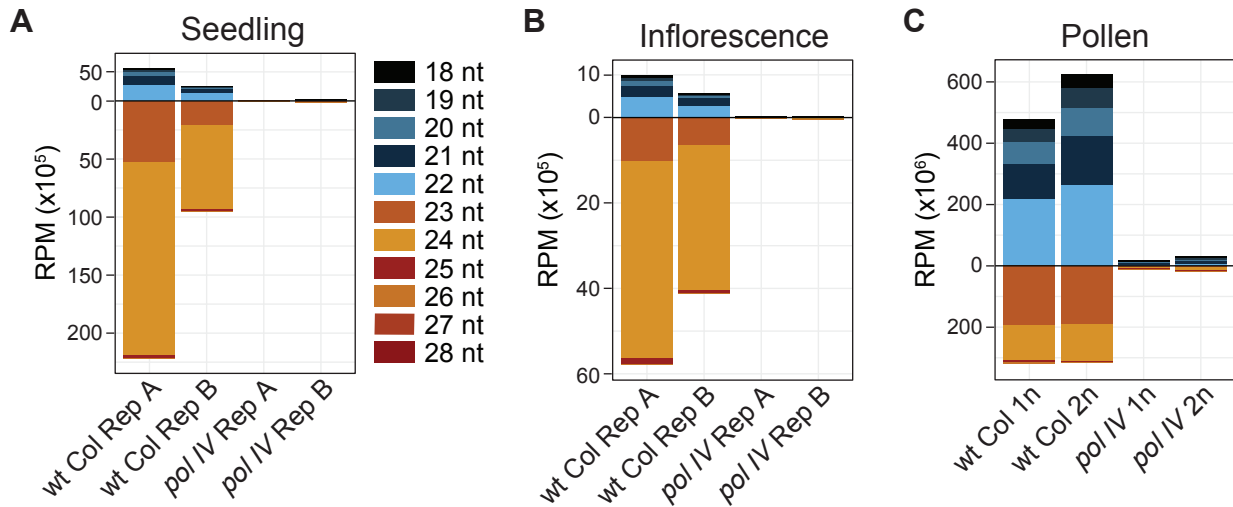 A
Seedling
RPM (x10⁵)
50
0
50
100
150
200
wt Col Rep A
wt Col Rep B
pol IV Rep A
pol IV Rep B
18 nt
19 nt
20 nt
21 nt
22 nt
23 nt
24 nt
25 nt
26 nt
27 nt
28 nt
B
Inflorescence
RPM (x10⁵)
10
0
20
40
60
wt Col Rep A
wt Col Rep B
pol IV Rep A
pol IV Rep B
C
Pollen
RPM (x10⁶)
600
400
200
0
200
wt Col 1n
wt Col 2n
pol IV 1n
pol IV 2n